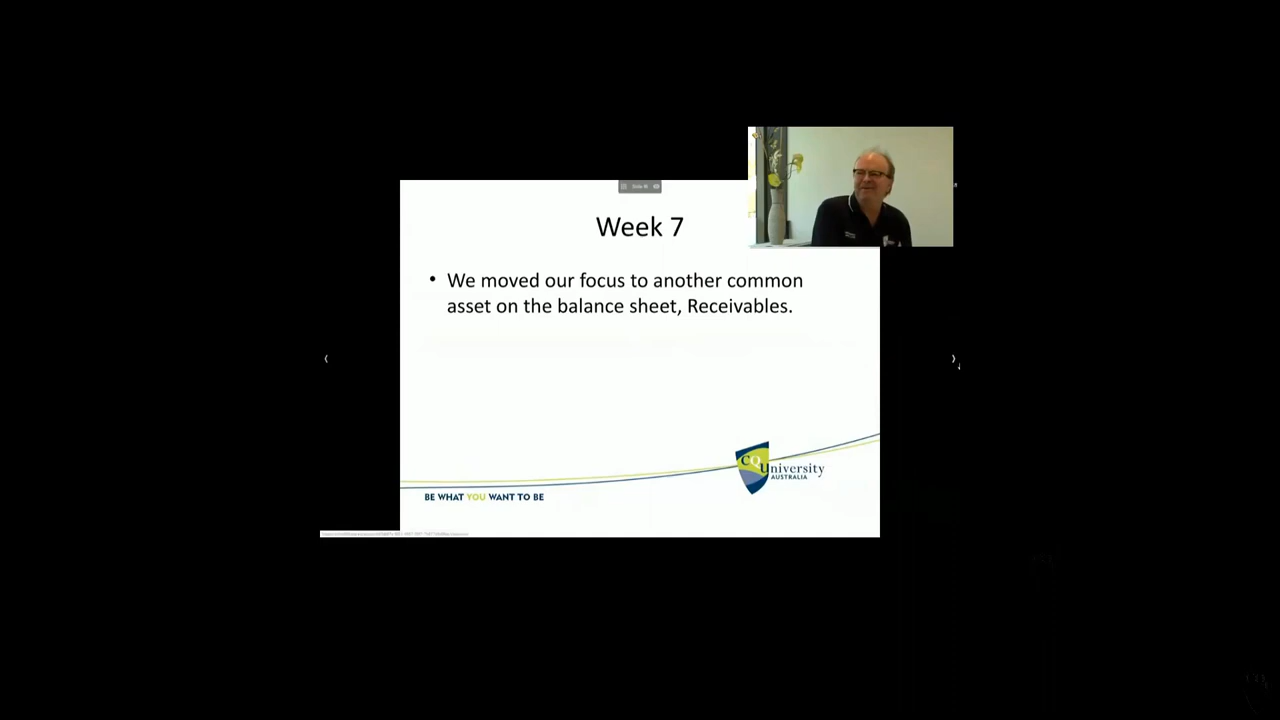 Week 7
• We moved our focus to another common
asset on the balance sheet, Receivables.
CQUniversity
AUSTRALIA
BE WHAT YOU WANT TO BE